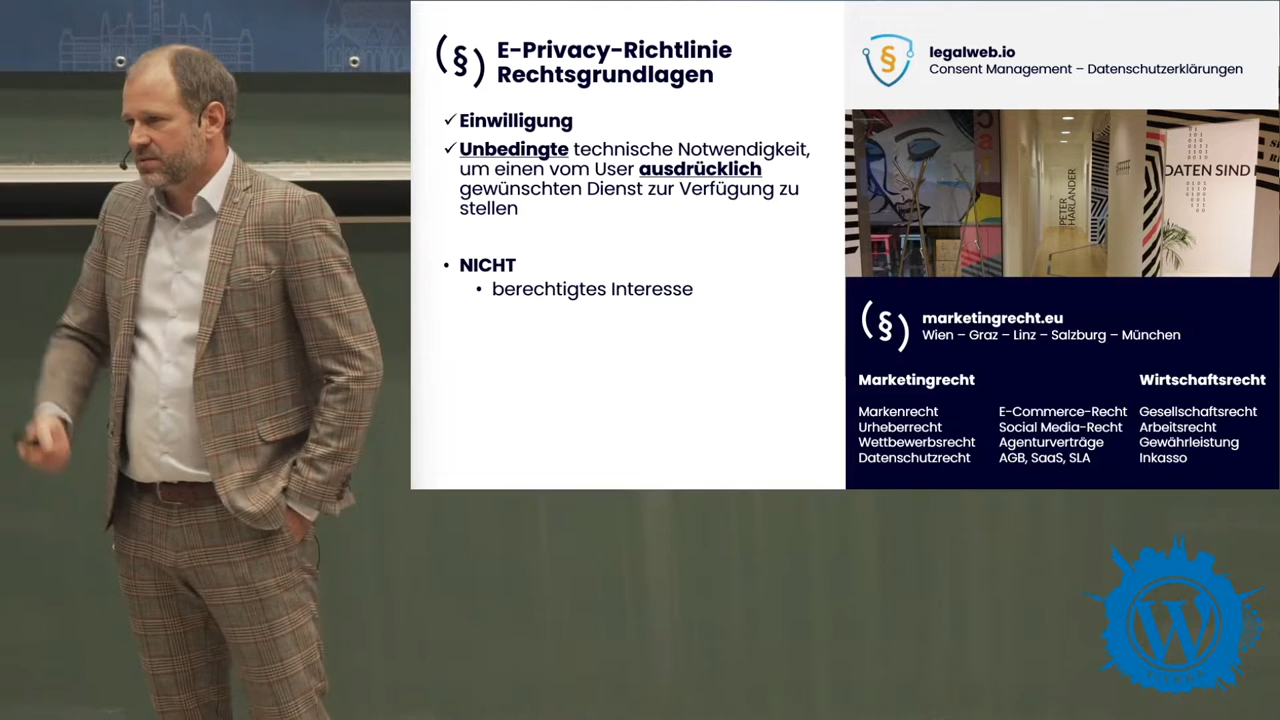 E-Privacy-Richtlinie
Rechtsgrundlagen
✓ Einwilligung
✓ Unbedingte technische Notwendigkeit,
um einen vom User ausdrücklich
gewünschten Dienst zur Verfügung zu
stellen
• NICHT
• berechtigtes Interesse
legalweb.io
Consent Management – Datenschutzerklärungen
PETER
HARLANDER
DATEN SIND
marketingrecht.eu
Wien – Graz – Linz – Salzburg – München
Marketingrecht
Markenrecht
Urheberrecht
Wettbewerbsrecht
Datenschutzrecht
E-Commerce-Recht
Social Media-Recht
Agenturverträge
AGB, SaaS, SLA
Wirtschaftsrecht
Gesellschaftsrecht
Arbeitsrecht
Gewährleistung
Inkasso